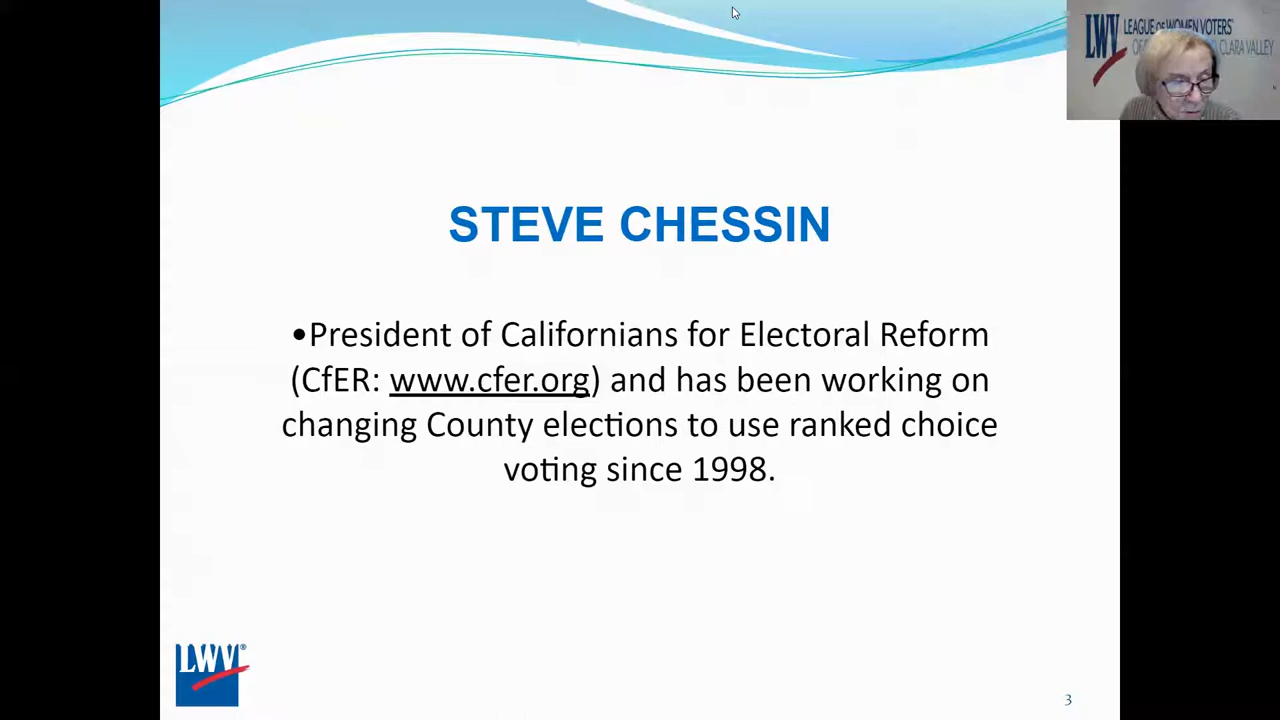 LWV LEAGUE OF WOMEN VOTERS®
CLARA VALLEY
STEVE CHESSIN
•President of Californians for Electoral Reform
(CfER: www.cfer.org) and has been working on
changing County elections to use ranked choice
voting since 1998.
LWV®
3